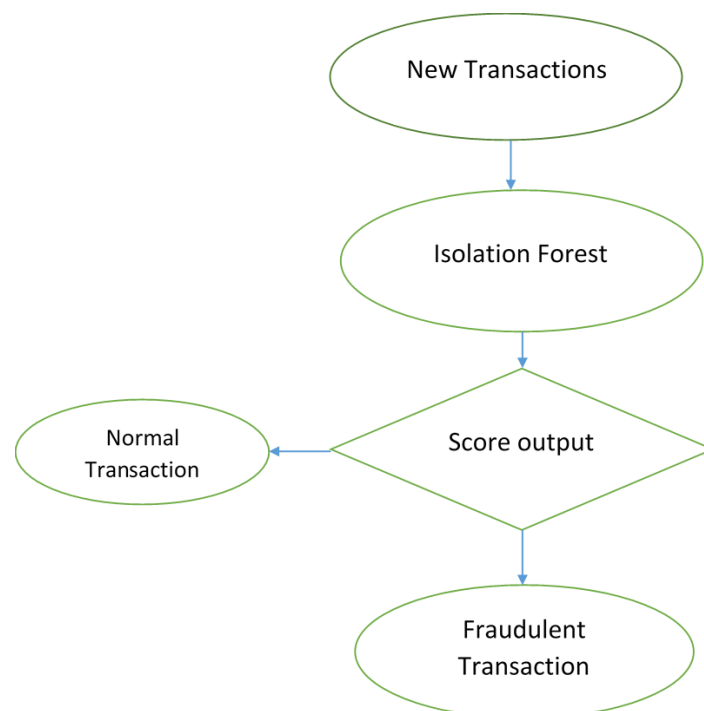 New Transactions
Isolation Forest
Score output
Normal
Transaction
Fraudulent
Transaction